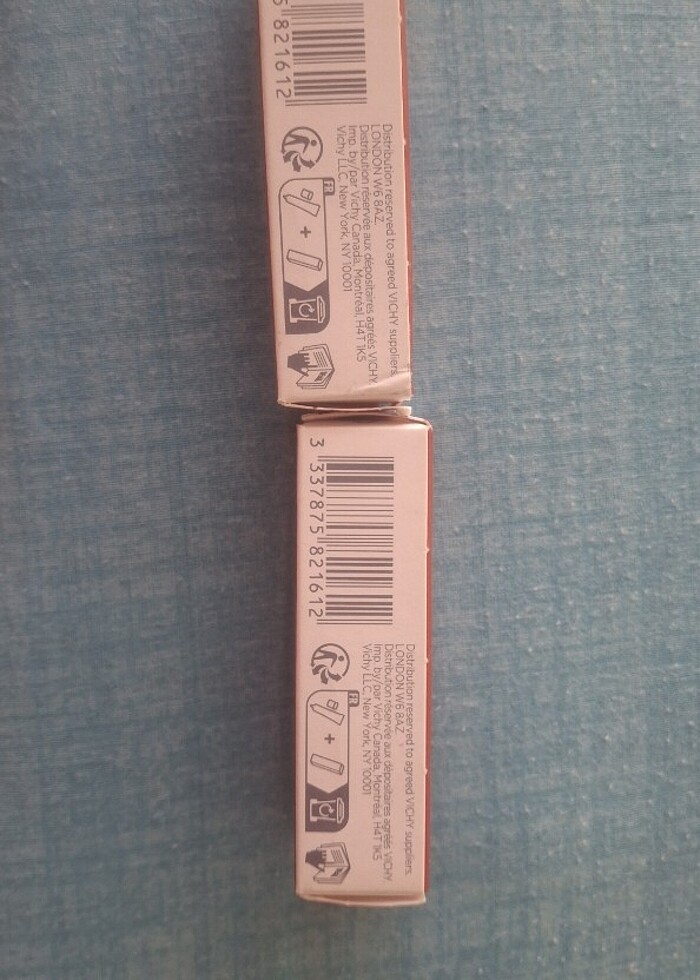 5 821612
Distribution reserved to agreed VICHY suppliers.
LONDON W6 8AZ.
Distribution réservée aux dépositaires agréés VICHY
Imp. by/par Vichy Canada, Montréal, H4T 1K5
Vichy LLC, New York, NY 10001
FR
+
3 337875 821612
Distribution reserved to agreed VICHY suppliers.
LONDON W6 8AZ.
Distribution réservée aux dépositaires agréés VICHY
Imp. by/par Vichy Canada, Montréal, H4T 1K5
Vichy LLC, New York, NY 10001
FR
+